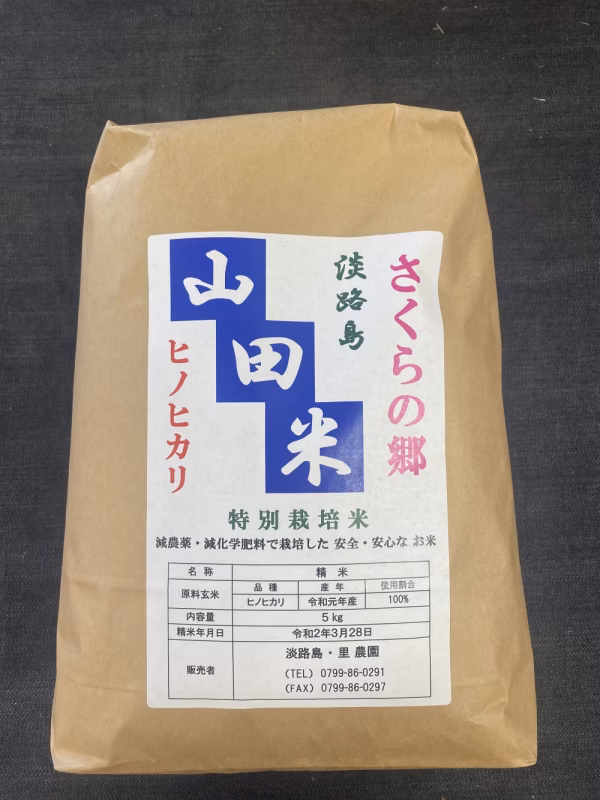 さくらの郷
淡路島
山田米
ヒノヒカリ
特別栽培米
減農薬・減化学肥料で栽培した 安全・安心な お米
名称 精米
原料玄米 品種 産年 使用割合
ヒノヒカリ 令和元年産 100%
内容量 5kg
精米年月日 令和2年3月28日
販売者 淡路島・里 農園
(TEL) 0799-86-0291
(FAX) 0799-86-0297